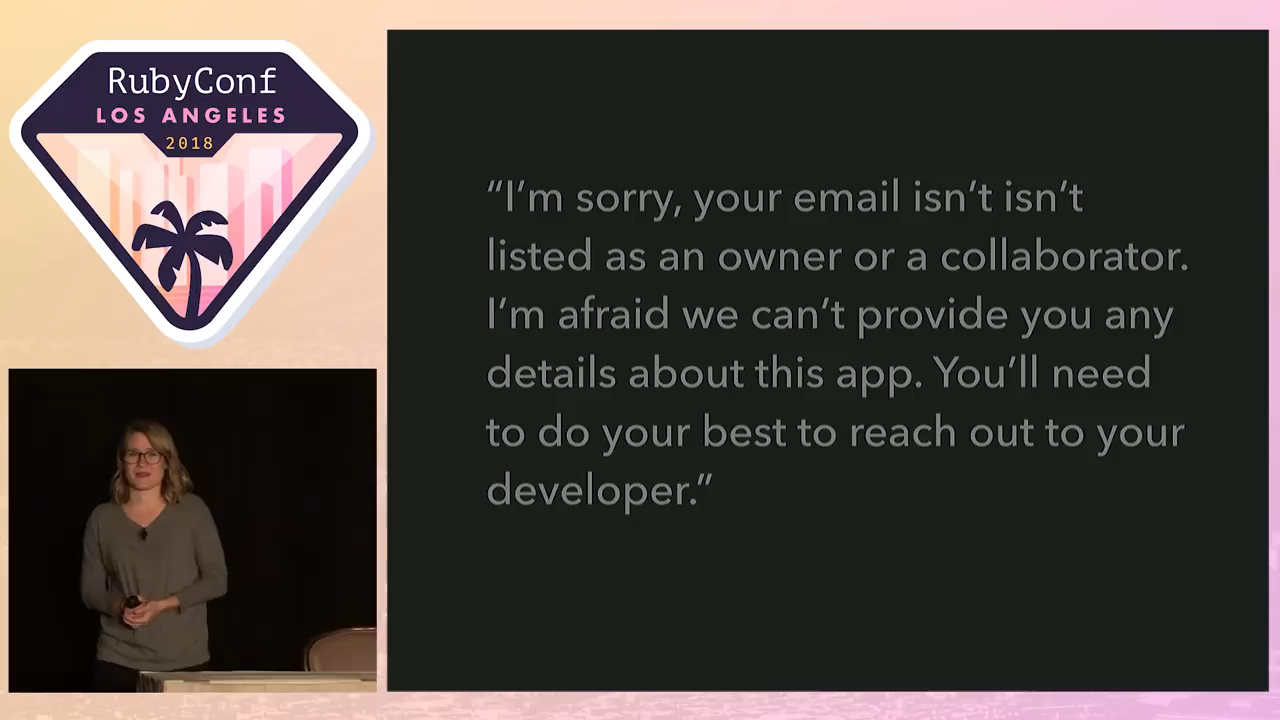 RubyConf
LOS ANGELES
2018
“I’m sorry, your email isn’t isn’t
listed as an owner or a collaborator.
I’m afraid we can’t provide you any
details about this app. You’ll need
to do your best to reach out to your
developer.”